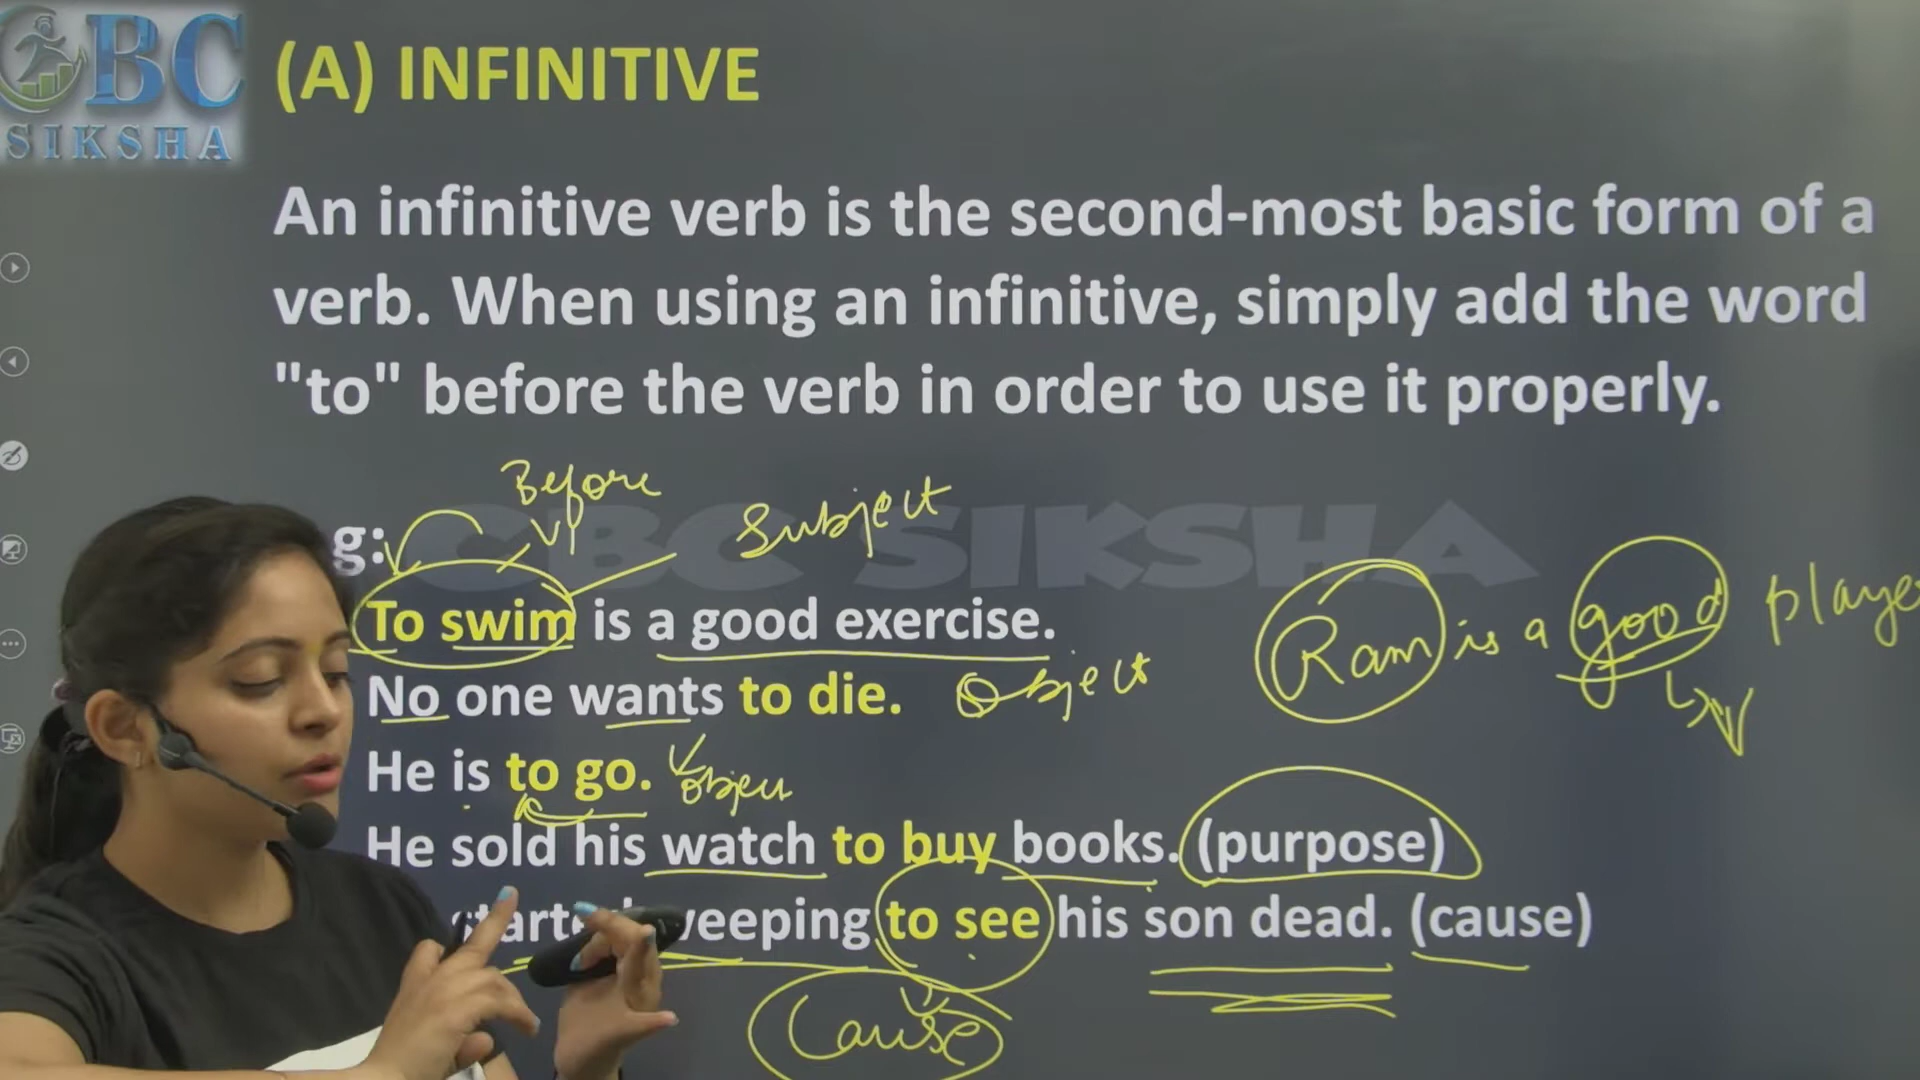 CBC
SIKSHA
(A) INFINITIVE
An infinitive verb is the second-most basic form of a
verb. When using an infinitive, simply add the word
"to" before the verb in order to use it properly.
Before
Subject
g:
CBC SIKSHA
To swim is a good exercise.
Ram is a good playe
No one wants to die. Object
He is to go. object
He sold his watch to buy books. (purpose)
weeping to see his son dead. (cause)
Cause